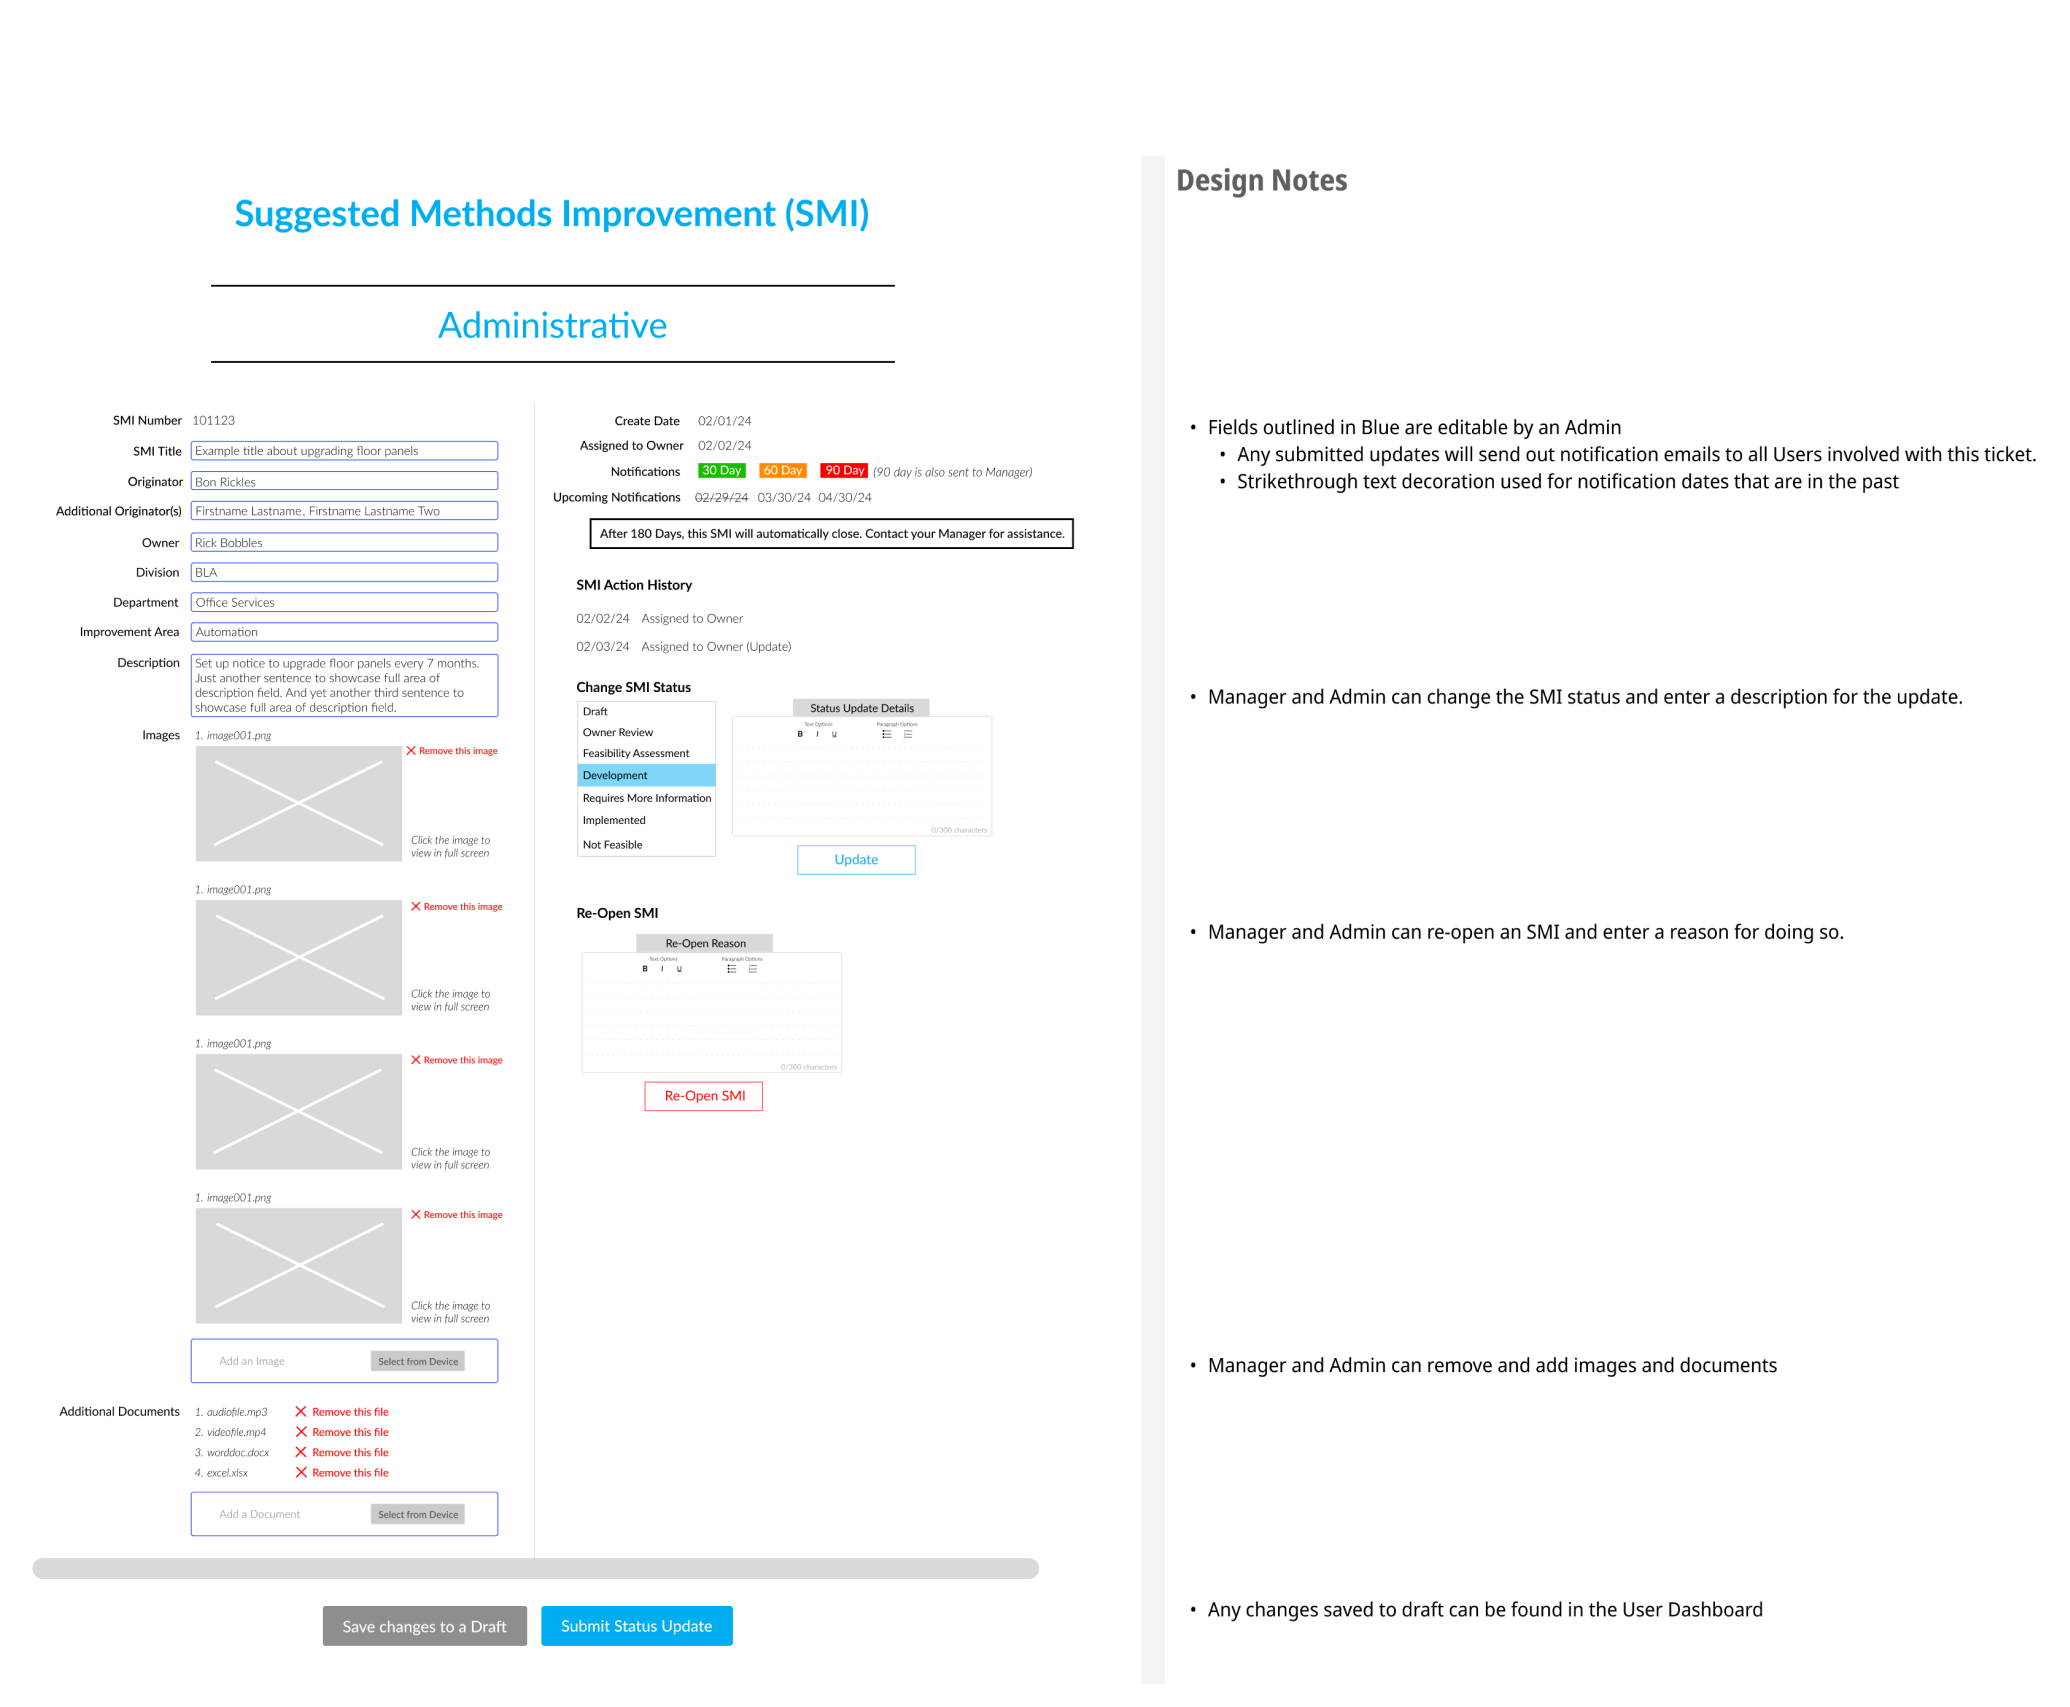 Suggested Methods Improvement (SMI)
Administrative
SMI Number 101123
SMI Title Example title about upgrading floor panels
Originator Bon Rickles
Additional Originator(s) Firstname Lastname, Firstname Lastname Two
Owner Rick Bobbles
Division BLA
Department Office Services
Improvement Area Automation
Description Set up notice to upgrade floor panels every 7 months.
Just another sentence to showcase full area of
description field. And yet another third sentence to
showcase full area of description field.
Images 1. image001.png
Remove this image
Click the image to
view in full screen
1. image001.png
Remove this image
Click the image to
view in full screen
1. image001.png
Remove this image
Click the image to
view in full screen
1. image001.png
Remove this image
Click the image to
view in full screen
Add an Image Select from Device
Additional Documents 1. audiofile.mp3 Remove this file
2. videofile.mp4 Remove this file
3. worddoc.docx Remove this file
4. excel.xlsx Remove this file
Add a Document Select from Device
Create Date 02/01/24
Assigned to Owner 02/02/24
Notifications 30 Day 60 Day 90 Day (90 day is also sent to Manager)
Upcoming Notifications 02/29/24 03/30/24 04/30/24
After 180 Days, this SMI will automatically close. Contact your Manager for assistance.
SMI Action History
02/02/24 Assigned to Owner
02/03/24 Assigned to Owner (Update)
Change SMI Status
Draft
Owner Review
Feasibility Assessment
Development
Requires More Information
Implemented
Not Feasible
Status Update Details
Text Options Paragraph Options
B I U
0/300 characters
Update
Re-Open SMI
Re-Open Reason
Text Options Paragraph Options
B I U
0/300 characters
Re-Open SMI
Save changes to a Draft Submit Status Update
Design Notes
• Fields outlined in Blue are editable by an Admin
• Any submitted updates will send out notification emails to all Users involved with this ticket.
• Strikethrough text decoration used for notification dates that are in the past
• Manager and Admin can change the SMI status and enter a description for the update.
• Manager and Admin can re-open an SMI and enter a reason for doing so.
• Manager and Admin can remove and add images and documents
• Any changes saved to draft can be found in the User Dashboard